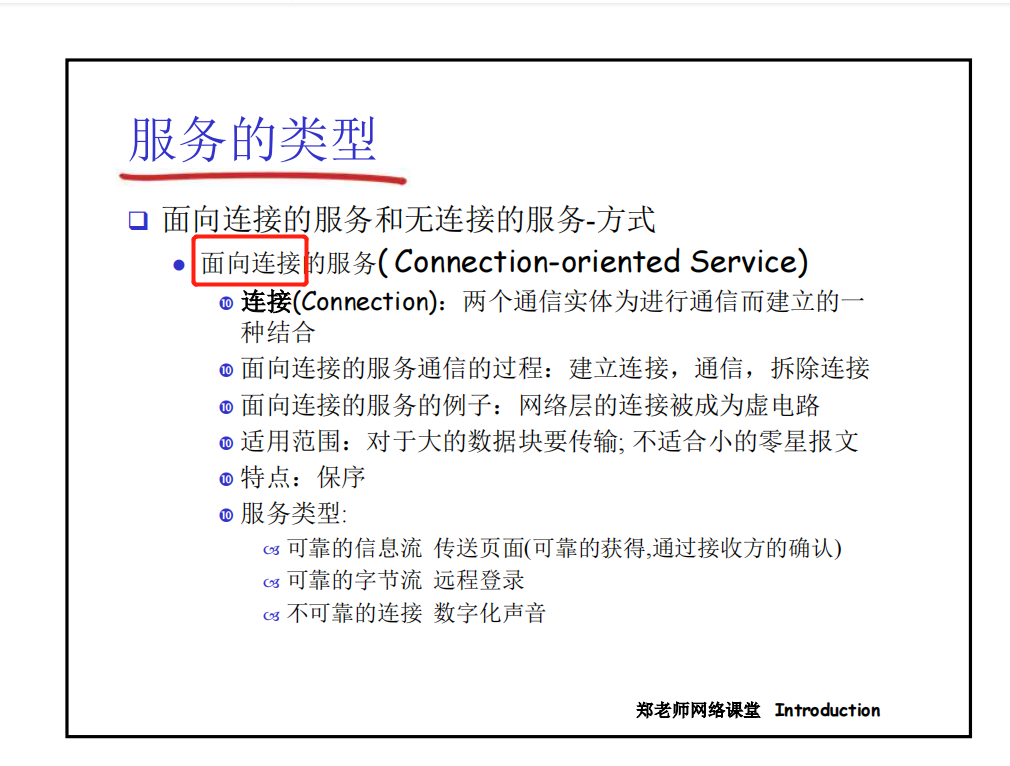 服务的类型
面向连接的服务和无连接的服务-方式
面向连接的服务( Connection-oriented Service)
连接(Connection)：两个通信实体为进行通信而建立的一
种结合
面向连接的服务通信的过程：建立连接，通信，拆除连接
面向连接的服务的例子：网络层的连接被成为虚电路
适用范围：对于大的数据块要传输; 不适合小的零星报文
特点：保序
服务类型:
可靠的信息流 传送页面(可靠的获得,通过接收方的确认)
可靠的字节流 远程登录
不可靠的连接 数字化声音
郑老师网络课堂 Introduction